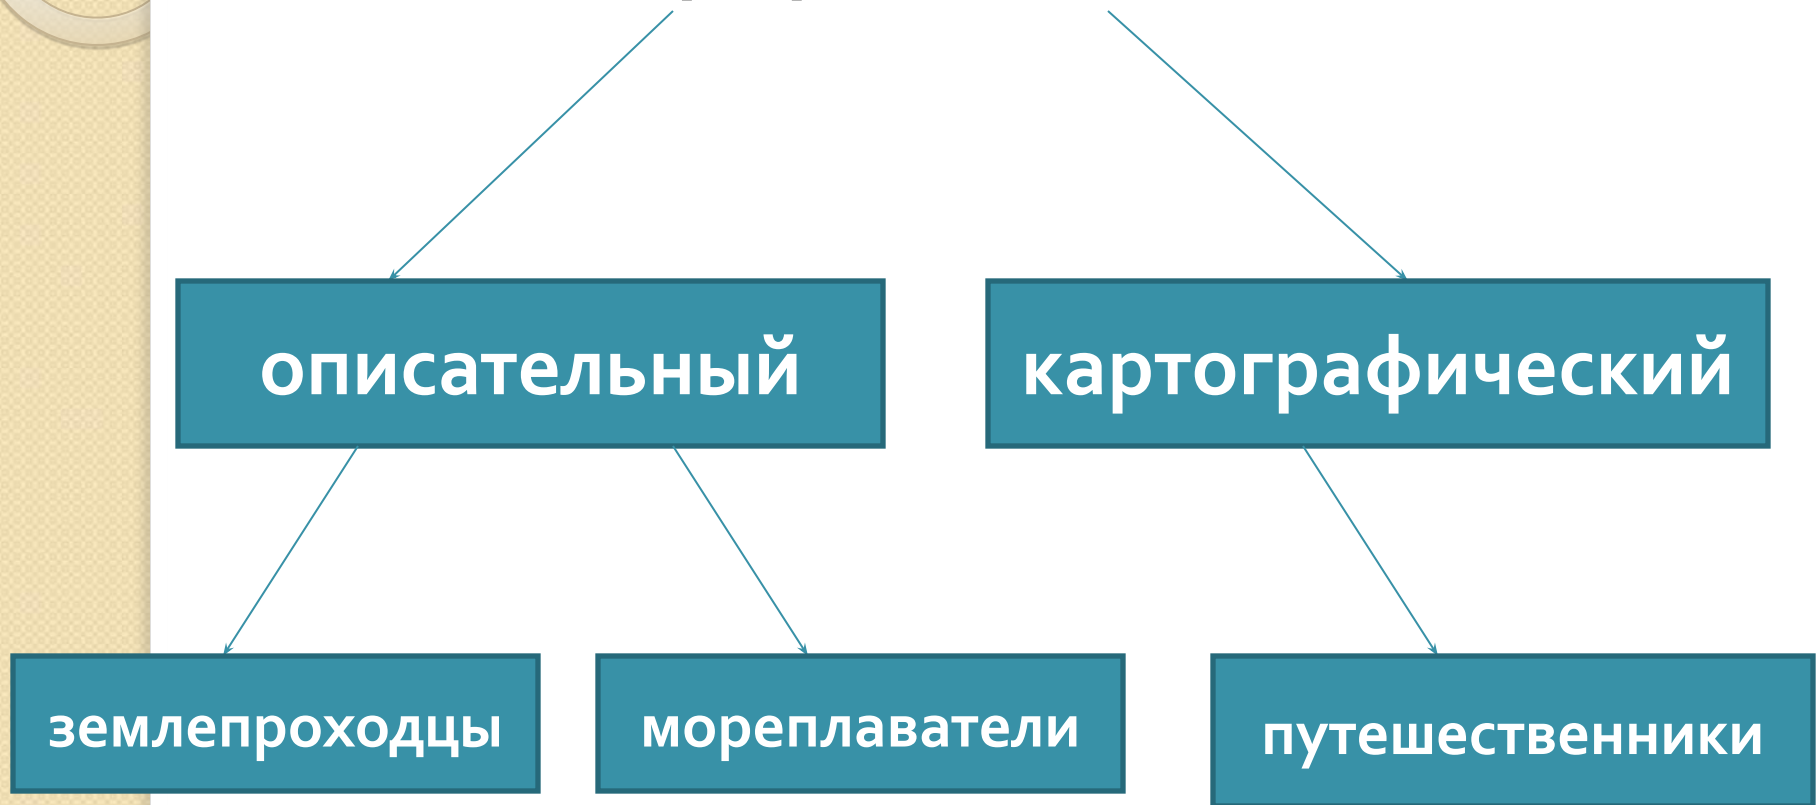 описательный
картографический
землепроходцы
мореплаватели
путешественники